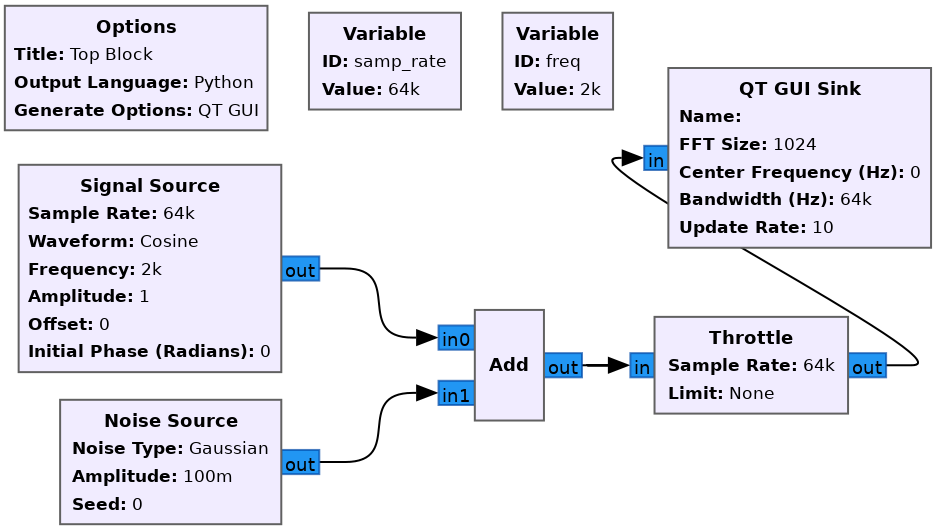 Options
Title: Top Block
Output Language: Python
Generate Options: QT GUI
Variable
ID: samp_rate
Value: 64k
Variable
ID: freq
Value: 2k
QT GUI Sink
Name:
FFT Size: 1024
Center Frequency (Hz): 0
Bandwidth (Hz): 64k
Update Rate: 10
in
Signal Source
Sample Rate: 64k
Waveform: Cosine
Frequency: 2k
Amplitude: 1
Offset: 0
Initial Phase (Radians): 0
out
Noise Source
Noise Type: Gaussian
Amplitude: 100m
Seed: 0
out
in0
in1
Add
out
in
Throttle
Sample Rate: 64k
Limit: None
out